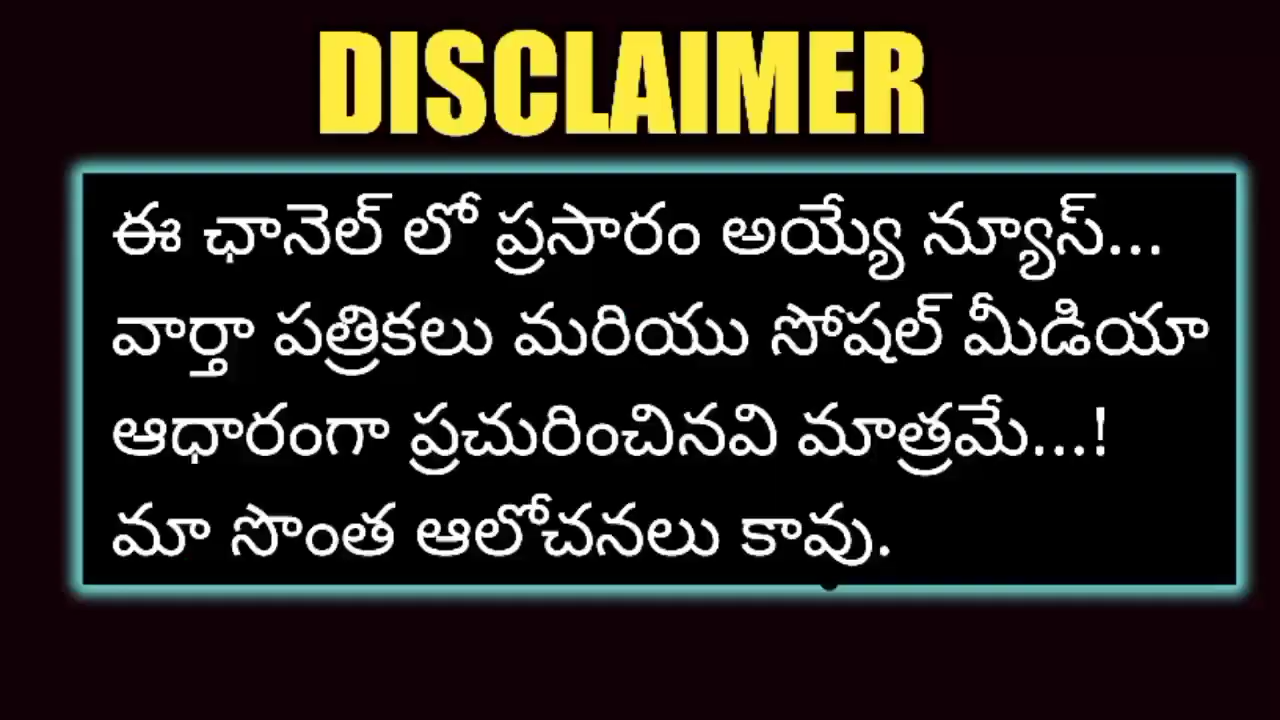 DISCLAIMER
ఈ ఛానెల్ లో ప్రసారం అయ్యే న్యూస్...
వార్తా పత్రికలు మరియు సోషల్ మీడియా
ఆధారంగా ప్రచురించినవి మాత్రమే...!
మా సొంత ఆలోచనలు కావు.